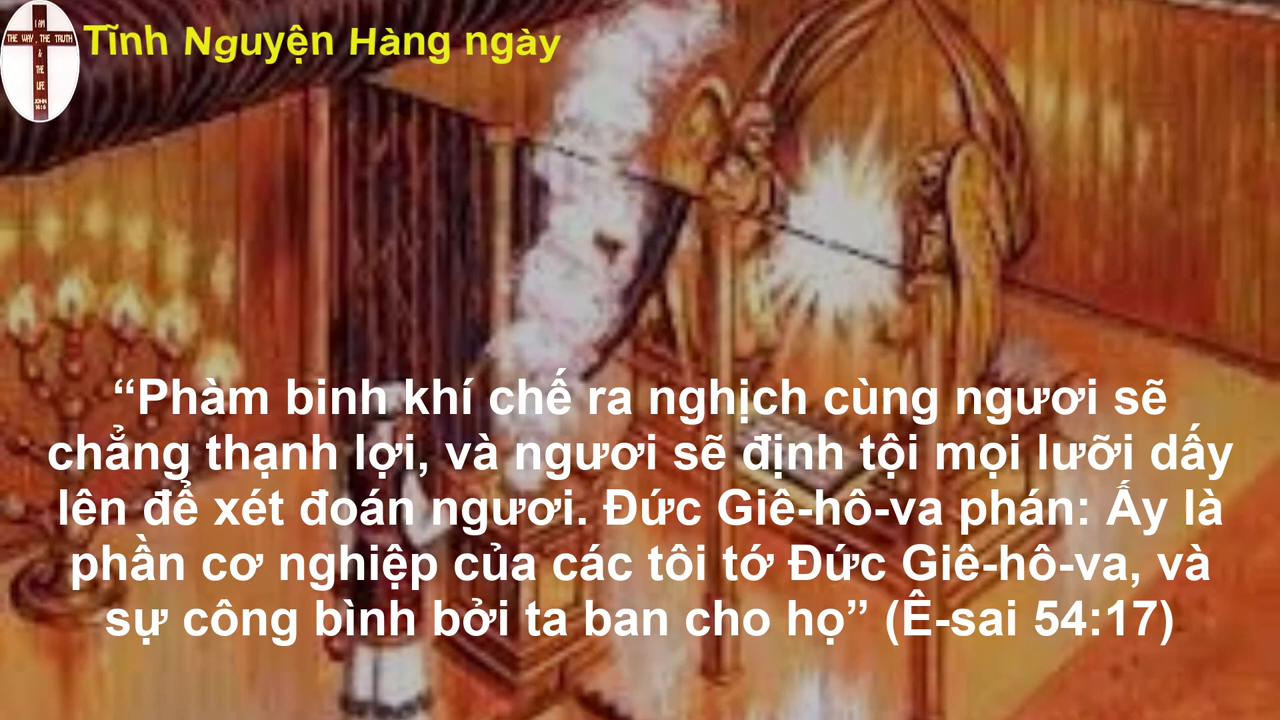 I AM
THE WAY, THE TRUTH
&
THE
LIFE
JOHN
14:6
Tĩnh Nguyện Hàng ngày
“Phàm binh khí chế ra nghịch cùng ngươi sẽ
chẳng thạnh lợi, và ngươi sẽ định tội mọi lưỡi dấy
lên để xét đoán ngươi. Đức Giê-hô-va phán: Ấy là
phần cơ nghiệp của các tôi tớ Đức Giê-hô-va, và
sự công bình bởi ta ban cho họ” (Ê-sai 54:17)